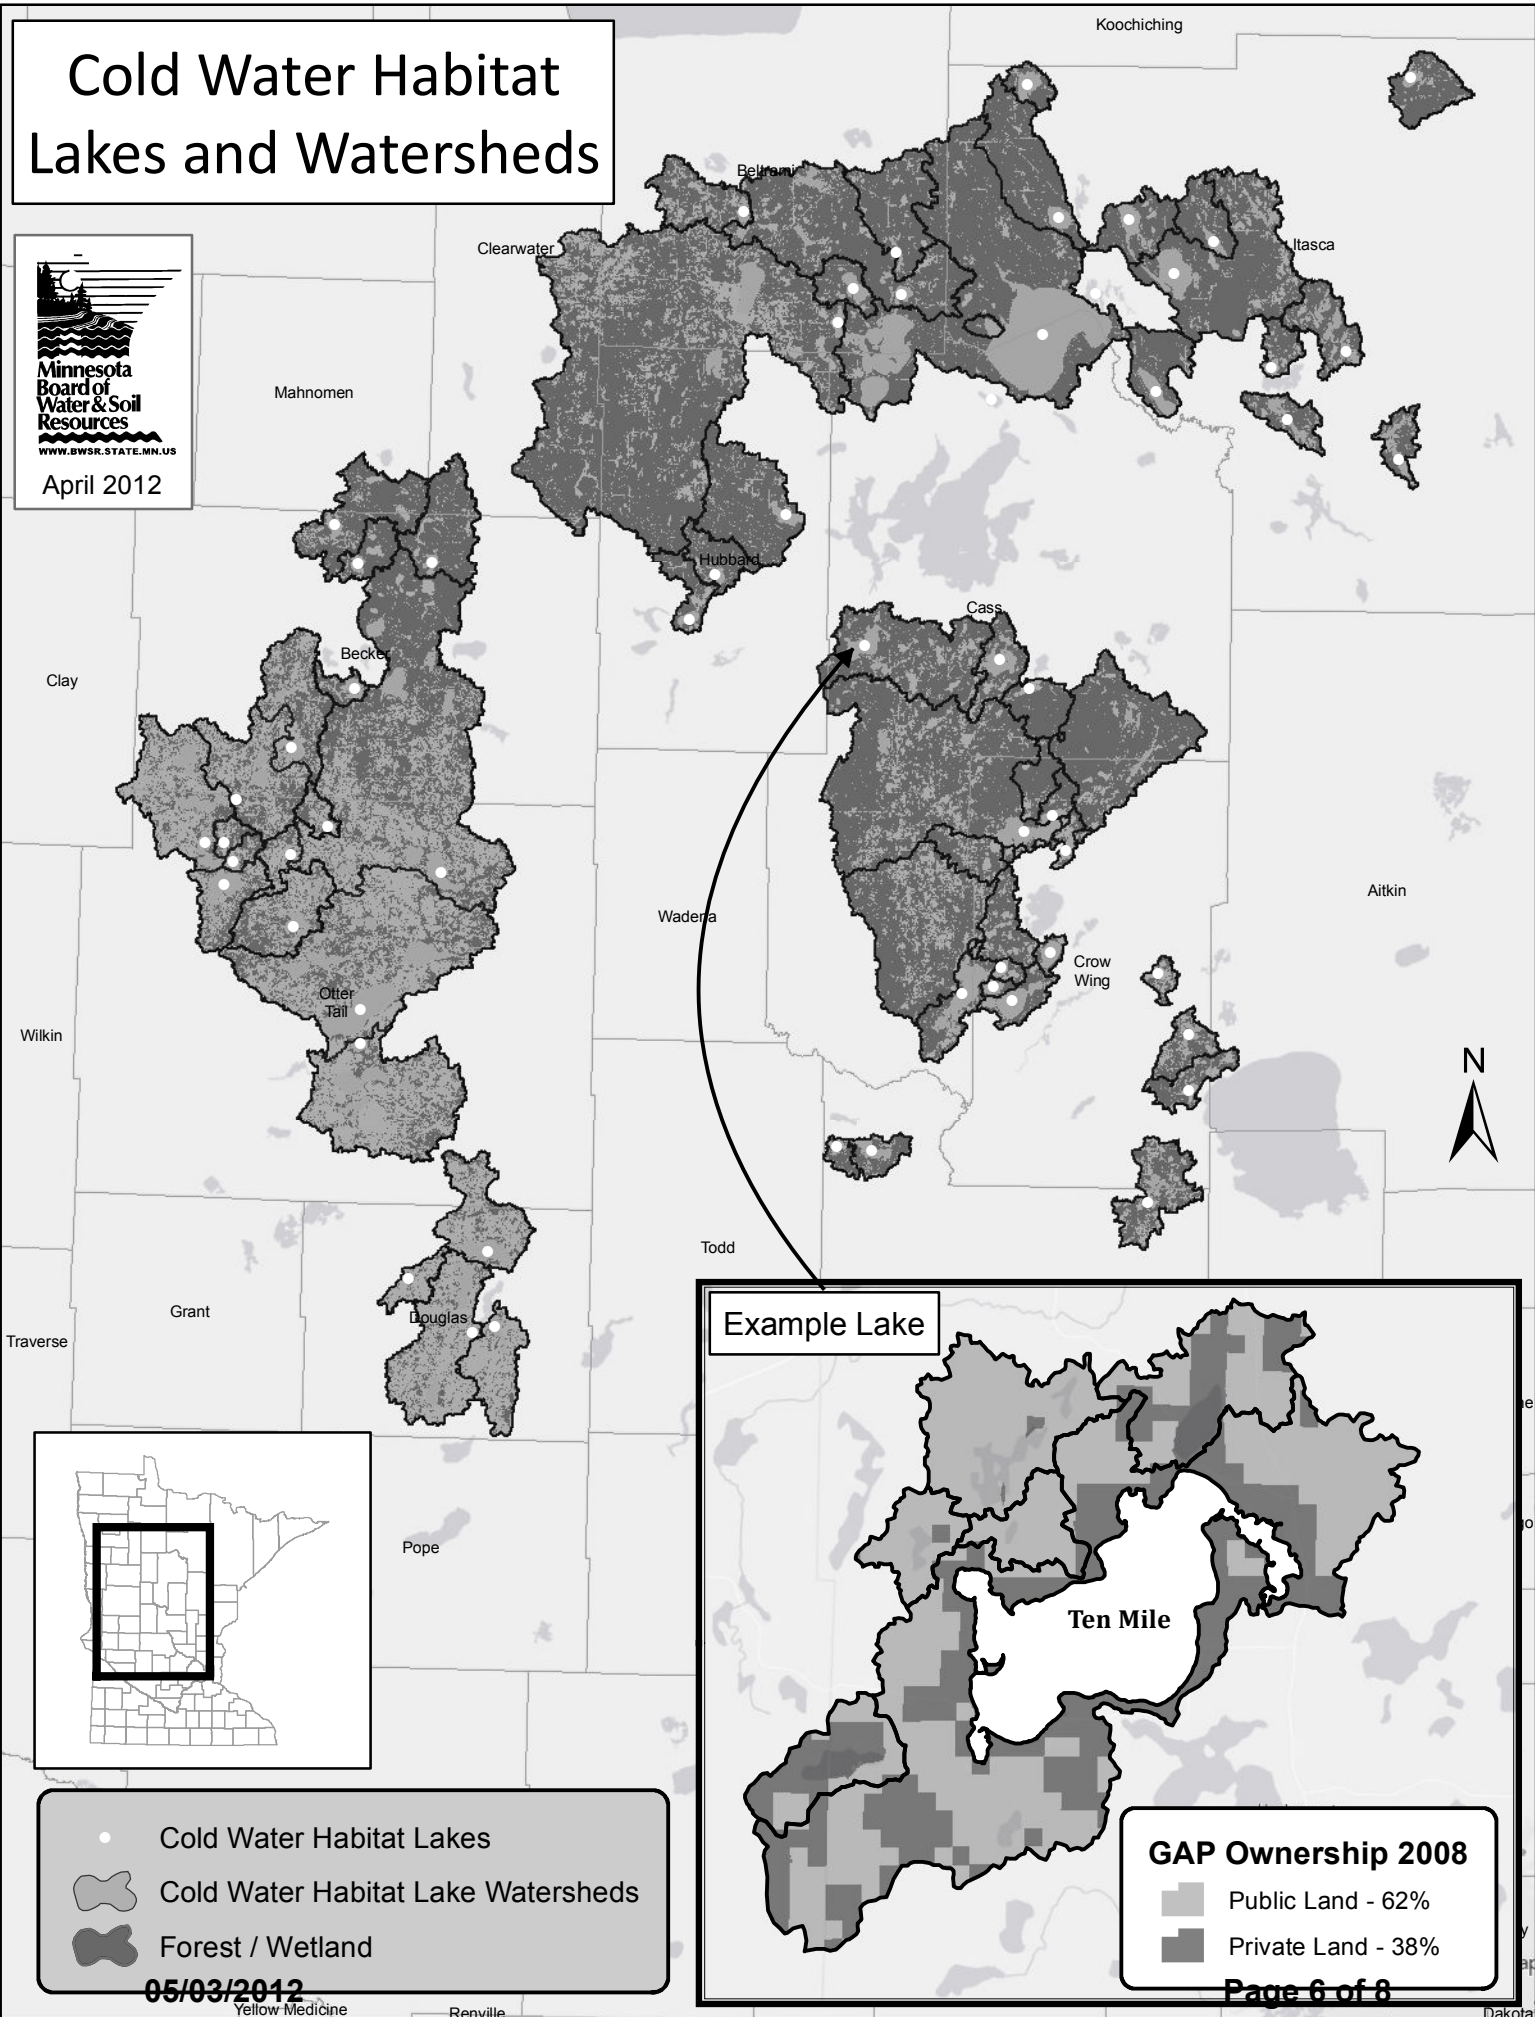 Cold Water Habitat
Lakes and Watersheds
Koochiching
Beltrami
Clearwater
Itasca
Minnesota
Board of
Water & Soil
Resources
WWW.BWSR.STATE.MN.US
April 2012
Mahnomen
Hubbard
Cass
Becker
Clay
Aitkin
Wadena
Crow
Wing
Otter
Tail
Wilkin
N
Todd
Grant
Douglas
Traverse
Example Lake
Pope
Ten Mile
Cold Water Habitat Lakes
Cold Water Habitat Lake Watersheds
Forest / Wetland
GAP Ownership 2008
Public Land - 62%
Private Land - 38%
05/03/2012
Page 6 of 8
Yellow Medicine
Renville
Dakota